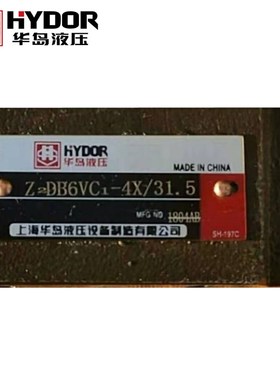 HYDOR
华岛液压
HYDOR
华岛液压
MADE IN CHINA
Z2DB6VC1-4X/31.5
MFG NO 1804AB
上海华岛液压设备制造有限公司
SH-197C